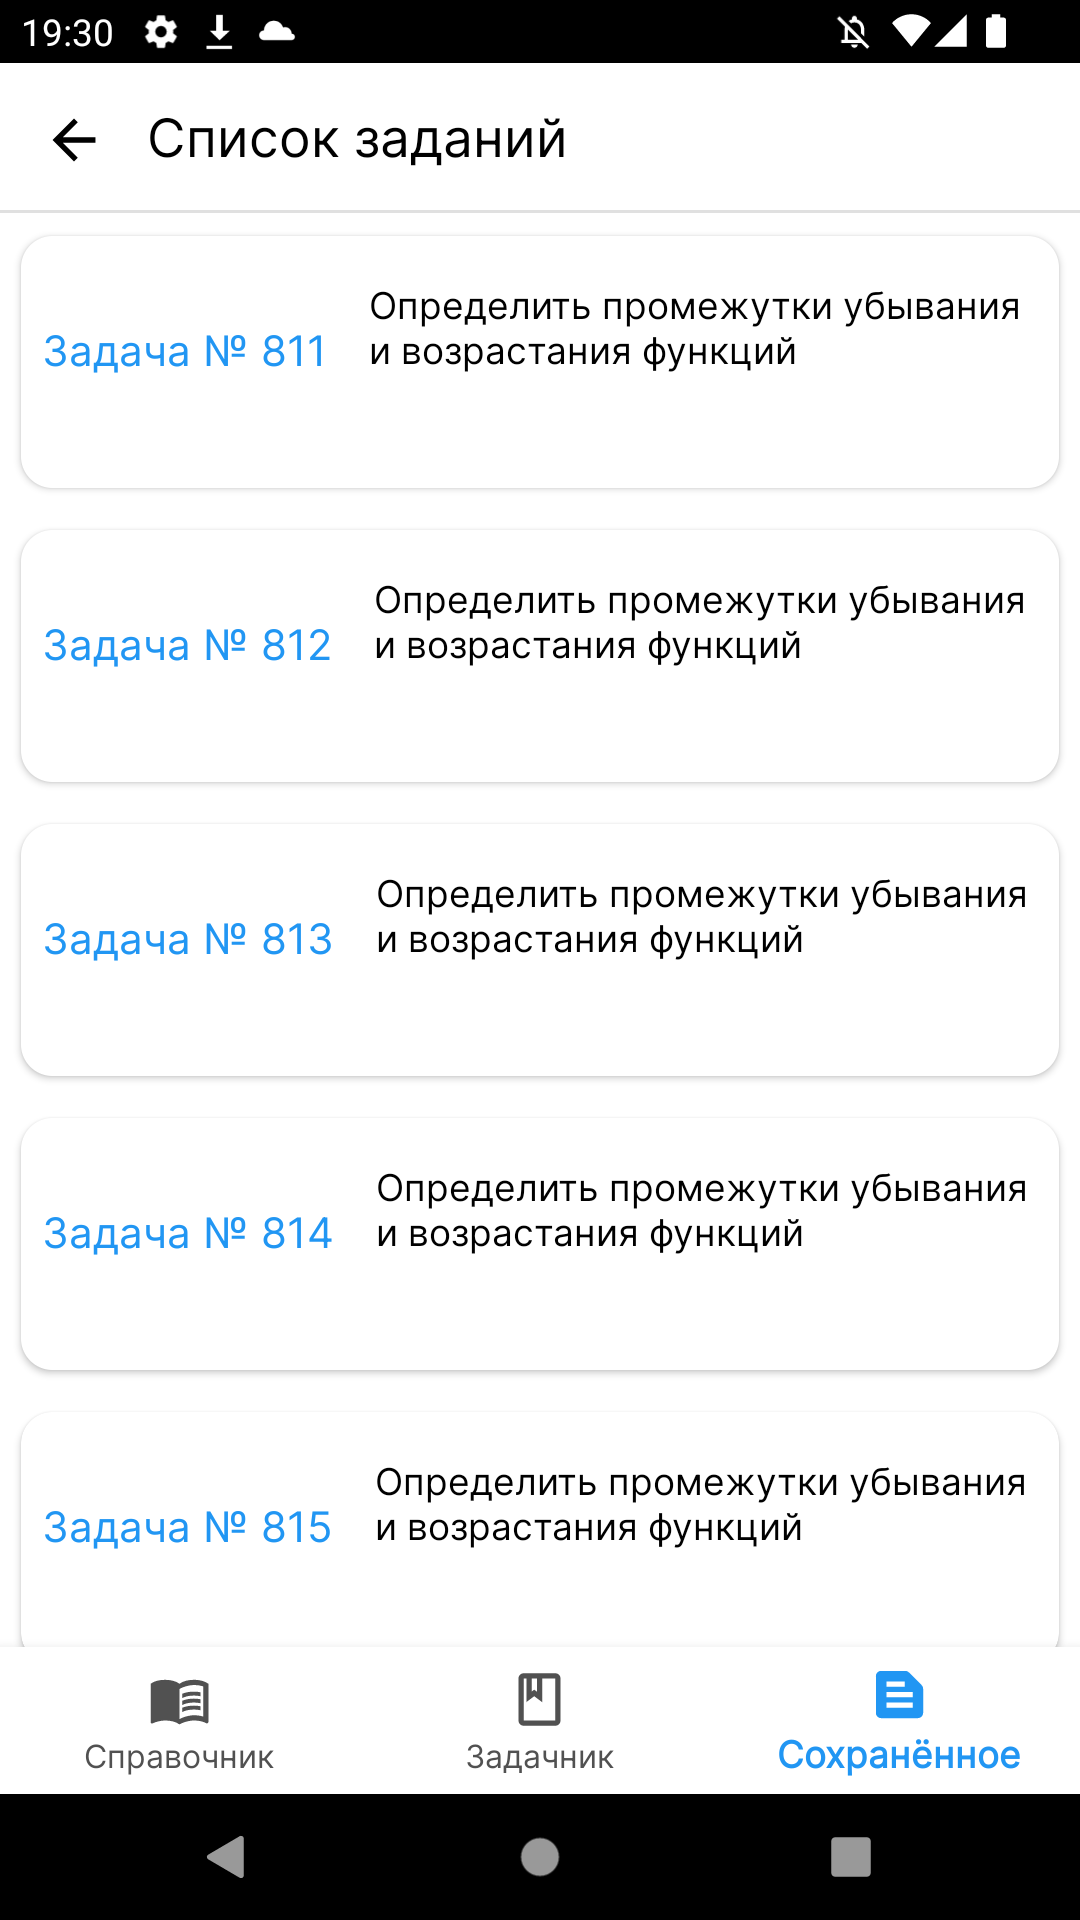 19:30
Список заданий
Определить промежутки убывания
и возрастания функций
Задача № 811
Определить промежутки убывания
и возрастания функций
Задача № 812
Определить промежутки убывания
и возрастания функций
Задача № 813
Определить промежутки убывания
и возрастания функций
Задача № 814
Определить промежутки убывания
и возрастания функций
Задача № 815
Справочник
Задачник
Сохранённое